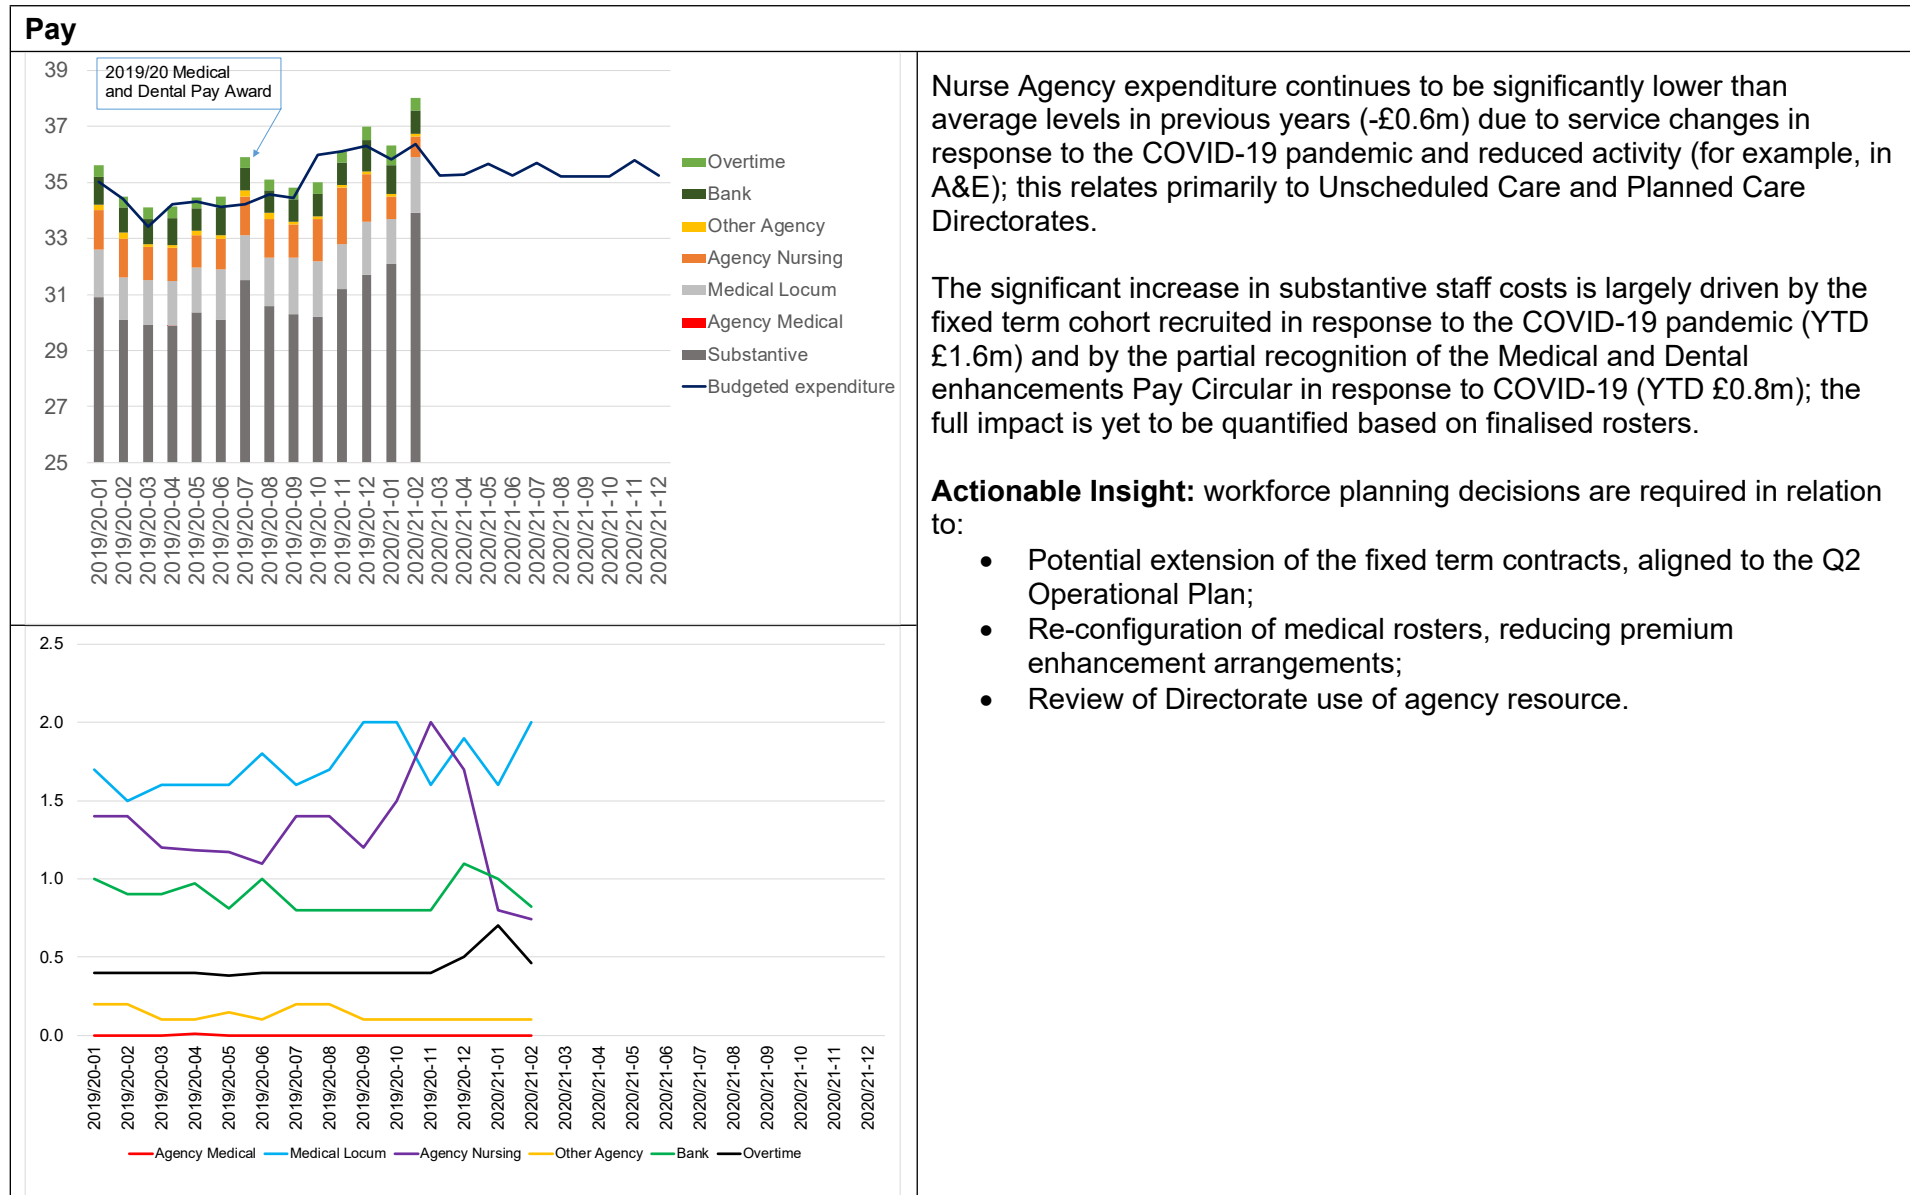 Pay
39
37
35
33
31
29
27
25
2019/20 Medical
and Dental Pay Award
Overtime
Bank
Other Agency
Agency Nursing
Medical Locum
Agency Medical
Substantive
Budgeted expenditure
2019/20-01
2019/20-02
2019/20-03
2019/20-04
2019/20-05
2019/20-06
2019/20-07
2019/20-08
2019/20-09
2019/20-10
2019/20-11
2019/20-12
2020/21-01
2020/21-02
2020/21-03
2020/21-04
2020/21-05
2020/21-06
2020/21-07
2020/21-08
2020/21-09
2020/21-10
2020/21-11
2020/21-12
2.5
2.0
1.5
1.0
0.5
0.0
2019/20-01
2019/20-02
2019/20-03
2019/20-04
2019/20-05
2019/20-06
2019/20-07
2019/20-08
2019/20-09
2019/20-10
2019/20-11
2019/20-12
2020/21-01
2020/21-02
2020/21-03
2020/21-04
2020/21-05
2020/21-06
2020/21-07
2020/21-08
2020/21-09
2020/21-10
2020/21-11
2020/21-12
Agency Medical Medical Locum Agency Nursing Other Agency Bank Overtime
Nurse Agency expenditure continues to be significantly lower than
average levels in previous years (-£0.6m) due to service changes in
response to the COVID-19 pandemic and reduced activity (for example, in
A&E); this relates primarily to Unscheduled Care and Planned Care
Directorates.
The significant increase in substantive staff costs is largely driven by the
fixed term cohort recruited in response to the COVID-19 pandemic (YTD
£1.6m) and by the partial recognition of the Medical and Dental
enhancements Pay Circular in response to COVID-19 (YTD £0.8m); the
full impact is yet to be quantified based on finalised rosters.
Actionable Insight: workforce planning decisions are required in relation
to:
• Potential extension of the fixed term contracts, aligned to the Q2
Operational Plan;
• Re-configuration of medical rosters, reducing premium
enhancement arrangements;
• Review of Directorate use of agency resource.